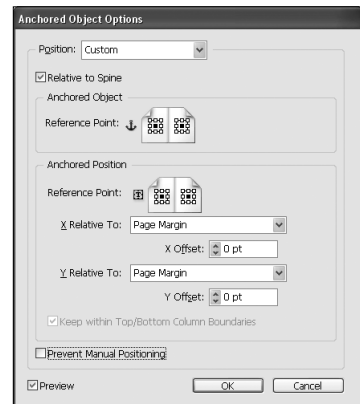 Anchored Object Options
Position: Custom
Relative to Spine
Anchored Object
Reference Point:
Anchored Position
Reference Point:
X Relative To: Page Margin
X Offset: 0 pt
Y Relative To: Page Margin
Y Offset: 0 pt
Keep within Top/Bottom Column Boundaries
Prevent Manual Positioning
Preview OK Cancel